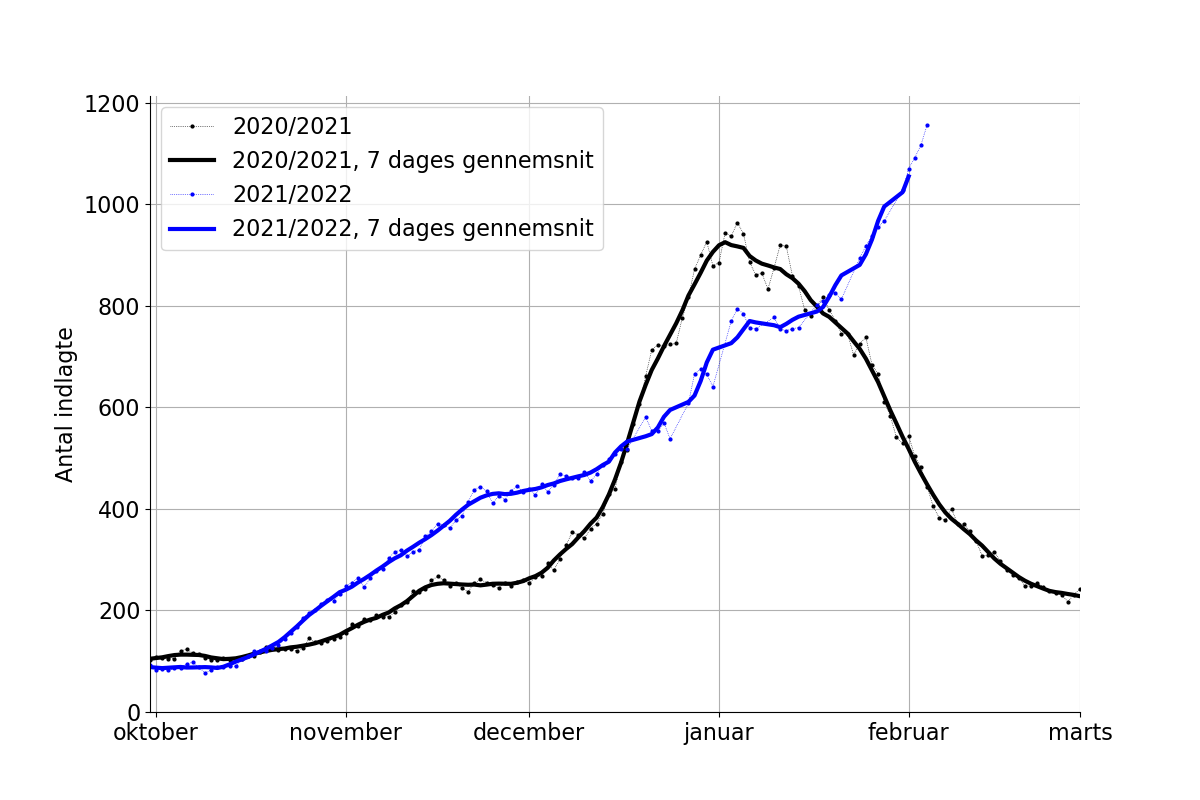 1200
1000
800
600
400
200
0
Antal indlagte
2020/2021
2020/2021, 7 dages gennemsnit
2021/2022
2021/2022, 7 dages gennemsnit
oktober november december januar februar marts